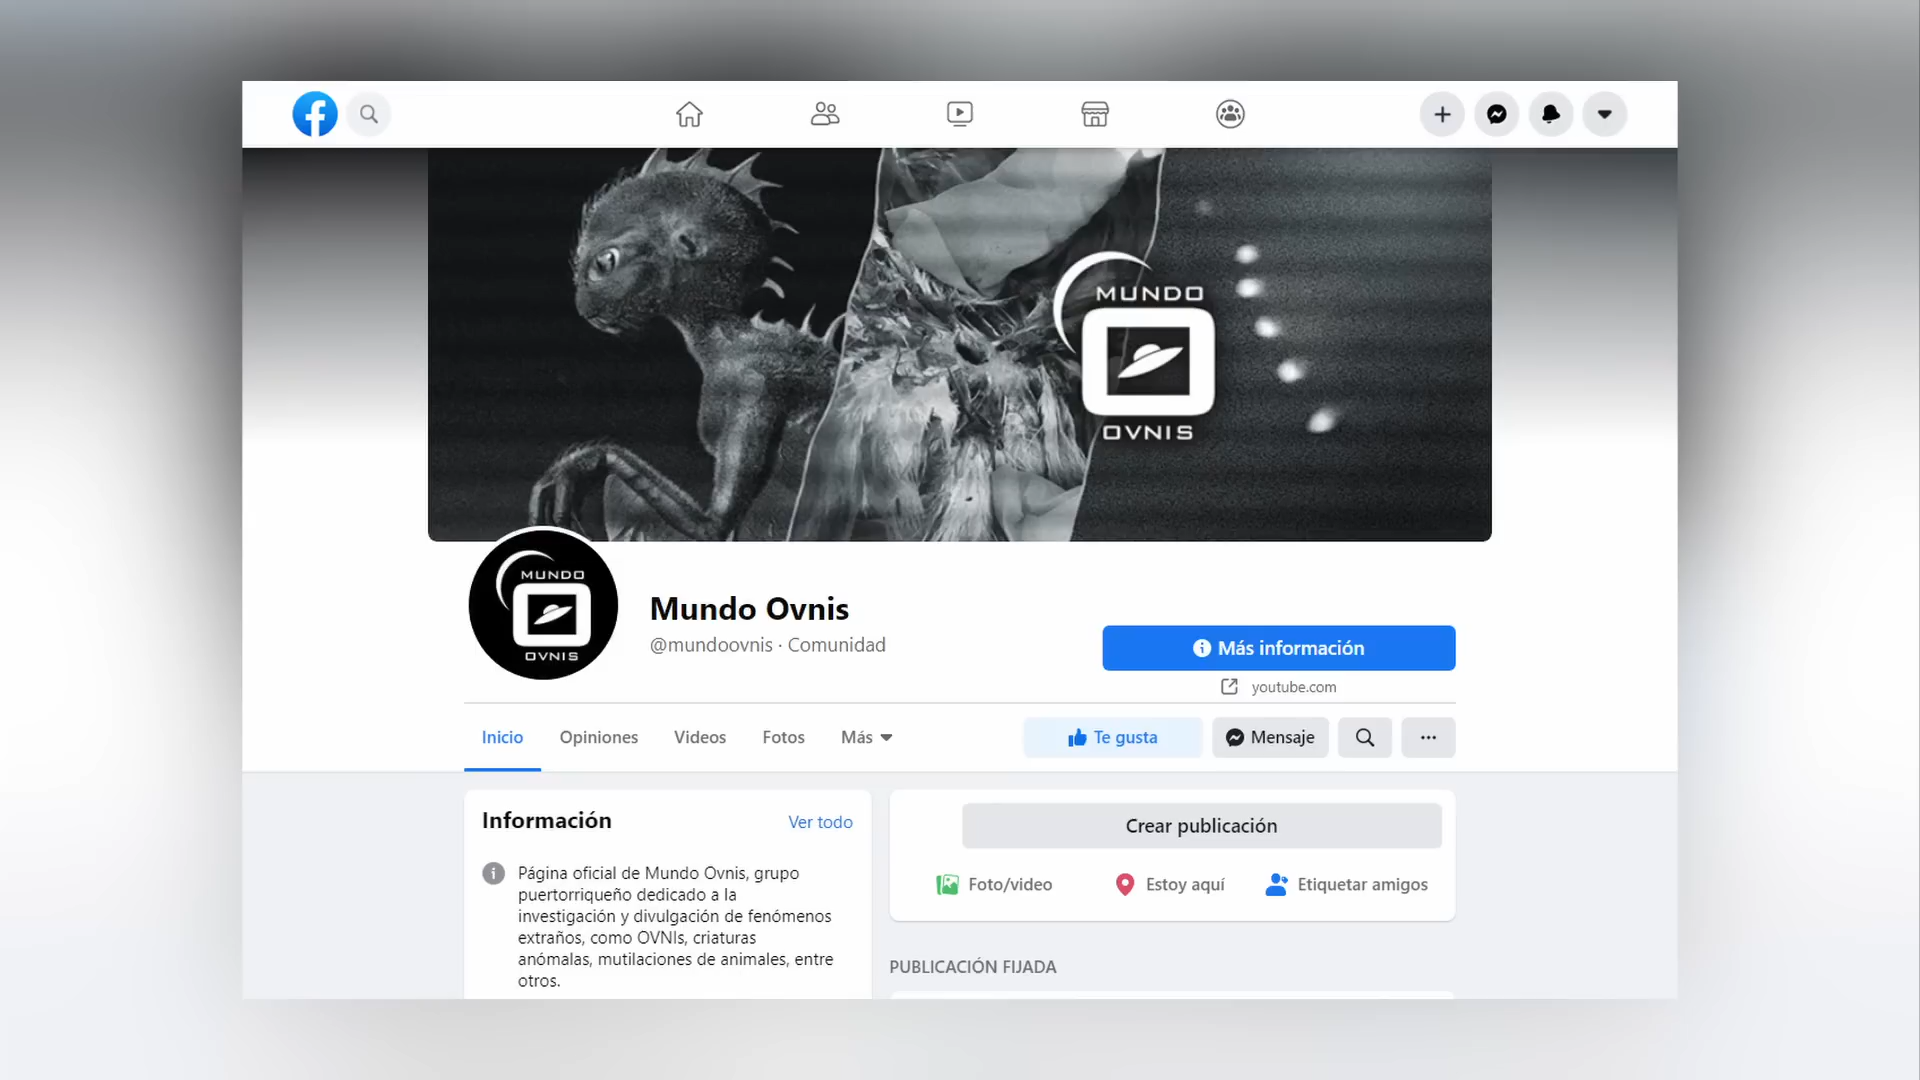 MUNDO
OVNIS
MUNDO
OVNIS
Mundo Ovnis
@mundoovnis · Comunidad
Más información
youtube.com
Inicio
Opiniones
Videos
Fotos
Más
Te gusta
Mensaje
Información
Ver todo
Página oficial de Mundo Ovnis, grupo
puertorriqueño dedicado a la
investigación y divulgación de fenómenos
extraños, como OVNIs, criaturas
anómalas, mutilaciones de animales, entre
otros.
Crear publicación
Foto/video
Estoy aquí
Etiquetar amigos
PUBLICACIÓN FIJADA